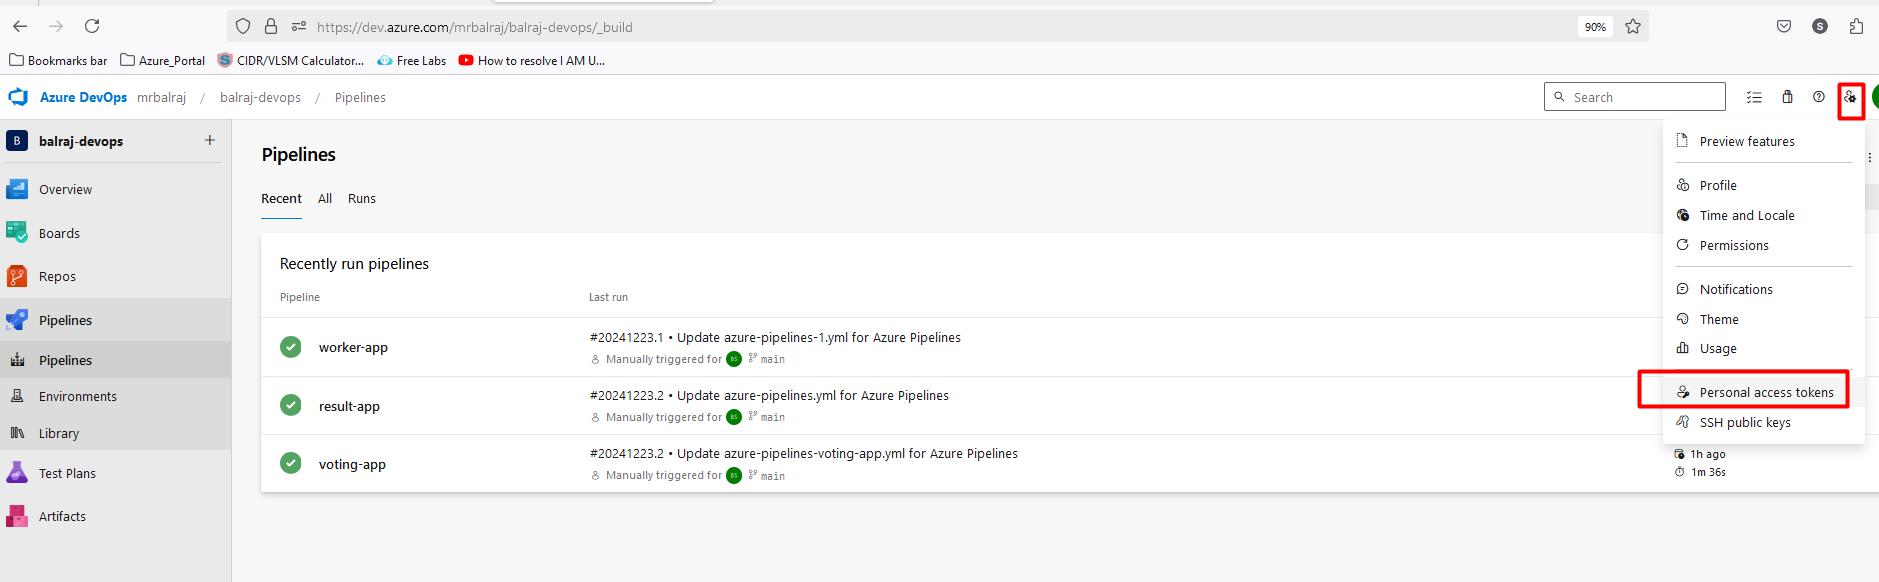 https://dev.azure.com/mrbalraj/balraj-devops/_build
90%
S
Bookmarks bar Azure_Portal CIDR/VLSM Calculator... Free Labs How to resolve I AM U...
Azure DevOps mrbalraj / balraj-devops / Pipelines
Search
B balraj-devops +
Overview
Boards
Repos
Pipelines
Pipelines
Environments
Library
Test Plans
Artifacts
Pipelines
Recent All Runs
Recently run pipelines
Pipeline Last run
worker-app
#20241223.1 • Update azure-pipelines-1.yml for Azure Pipelines
Manually triggered for BS main
result-app
#20241223.2 • Update azure-pipelines.yml for Azure Pipelines
Manually triggered for BS main
voting-app
#20241223.2 • Update azure-pipelines-voting-app.yml for Azure Pipelines
Manually triggered for BS main
1h ago
1m 36s
Preview features
Profile
Time and Locale
Permissions
Notifications
Theme
Usage
Personal access tokens
SSH public keys